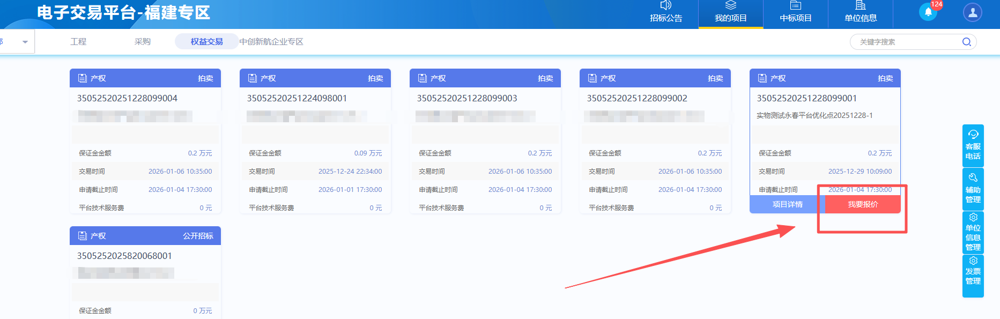 电子交易平台-福建专区
招标公告
我的项目
中标项目
单位信息
124
工程
采购
权益交易
中创新航企业专区
关键字搜索
产权 拍卖
35052520251228099004
保证金金额 0.2 万元
交易时间 2026-01-06 10:35:00
申请截止时间 2026-01-04 17:30:00
平台技术服务费 0 元
产权 拍卖
35052520251224098001
保证金金额 0.09 万元
交易时间 2025-12-24 22:34:00
申请截止时间 2026-01-01 17:30:00
平台技术服务费 0 元
产权 拍卖
35052520251228099003
保证金金额 0.2 万元
交易时间 2026-01-06 10:35:00
申请截止时间 2026-01-04 17:30:00
平台技术服务费 0 元
产权 拍卖
35052520251228099002
保证金金额 0.2 万元
交易时间 2026-01-06 10:35:00
申请截止时间 2026-01-04 17:30:00
平台技术服务费 0 元
产权 拍卖
35052520251228099001
实物测试永春平台优化点20251228-1
保证金金额 0.2 万元
交易时间 2025-12-29 10:09:00
申请截止时间 2026-01-04 17:30:00
项目详情 我要报价
产权 公开招标
3505252025820068001
保证金金额 0 万元
客服
电话
辅助
管理
单位
信息
管理
发票
管理